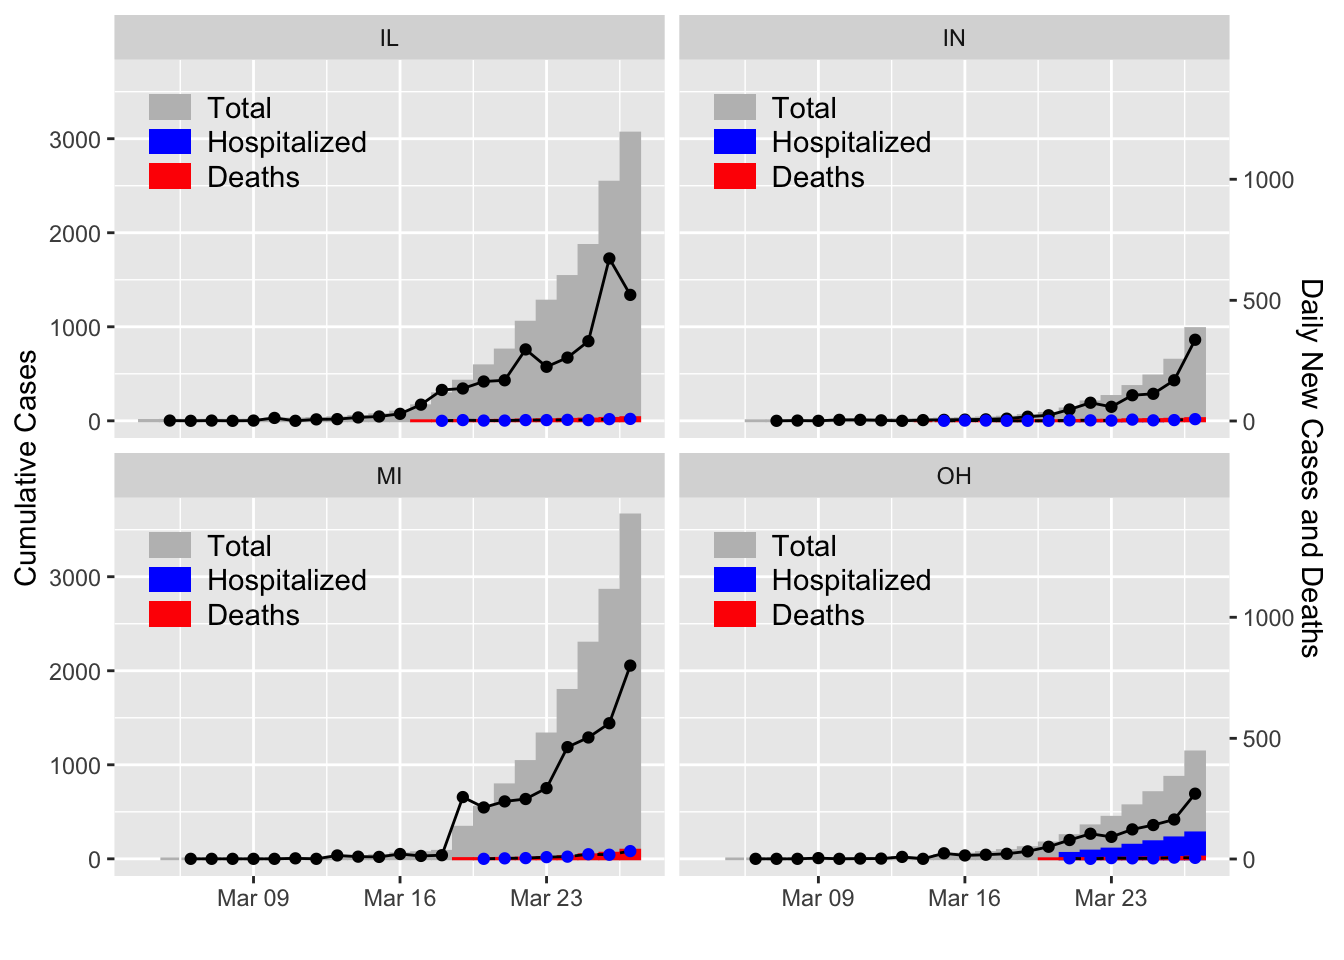 IL
IN
Total
Hospitalized
Deaths
Total
Hospitalized
Deaths
3000
2000
1000
0
1000
500
0
Cumulative Cases
Daily New Cases and Deaths
MI
OH
Total
Hospitalized
Deaths
Total
Hospitalized
Deaths
3000
2000
1000
0
1000
500
0
Mar 09
Mar 16
Mar 23
Mar 09
Mar 16
Mar 23